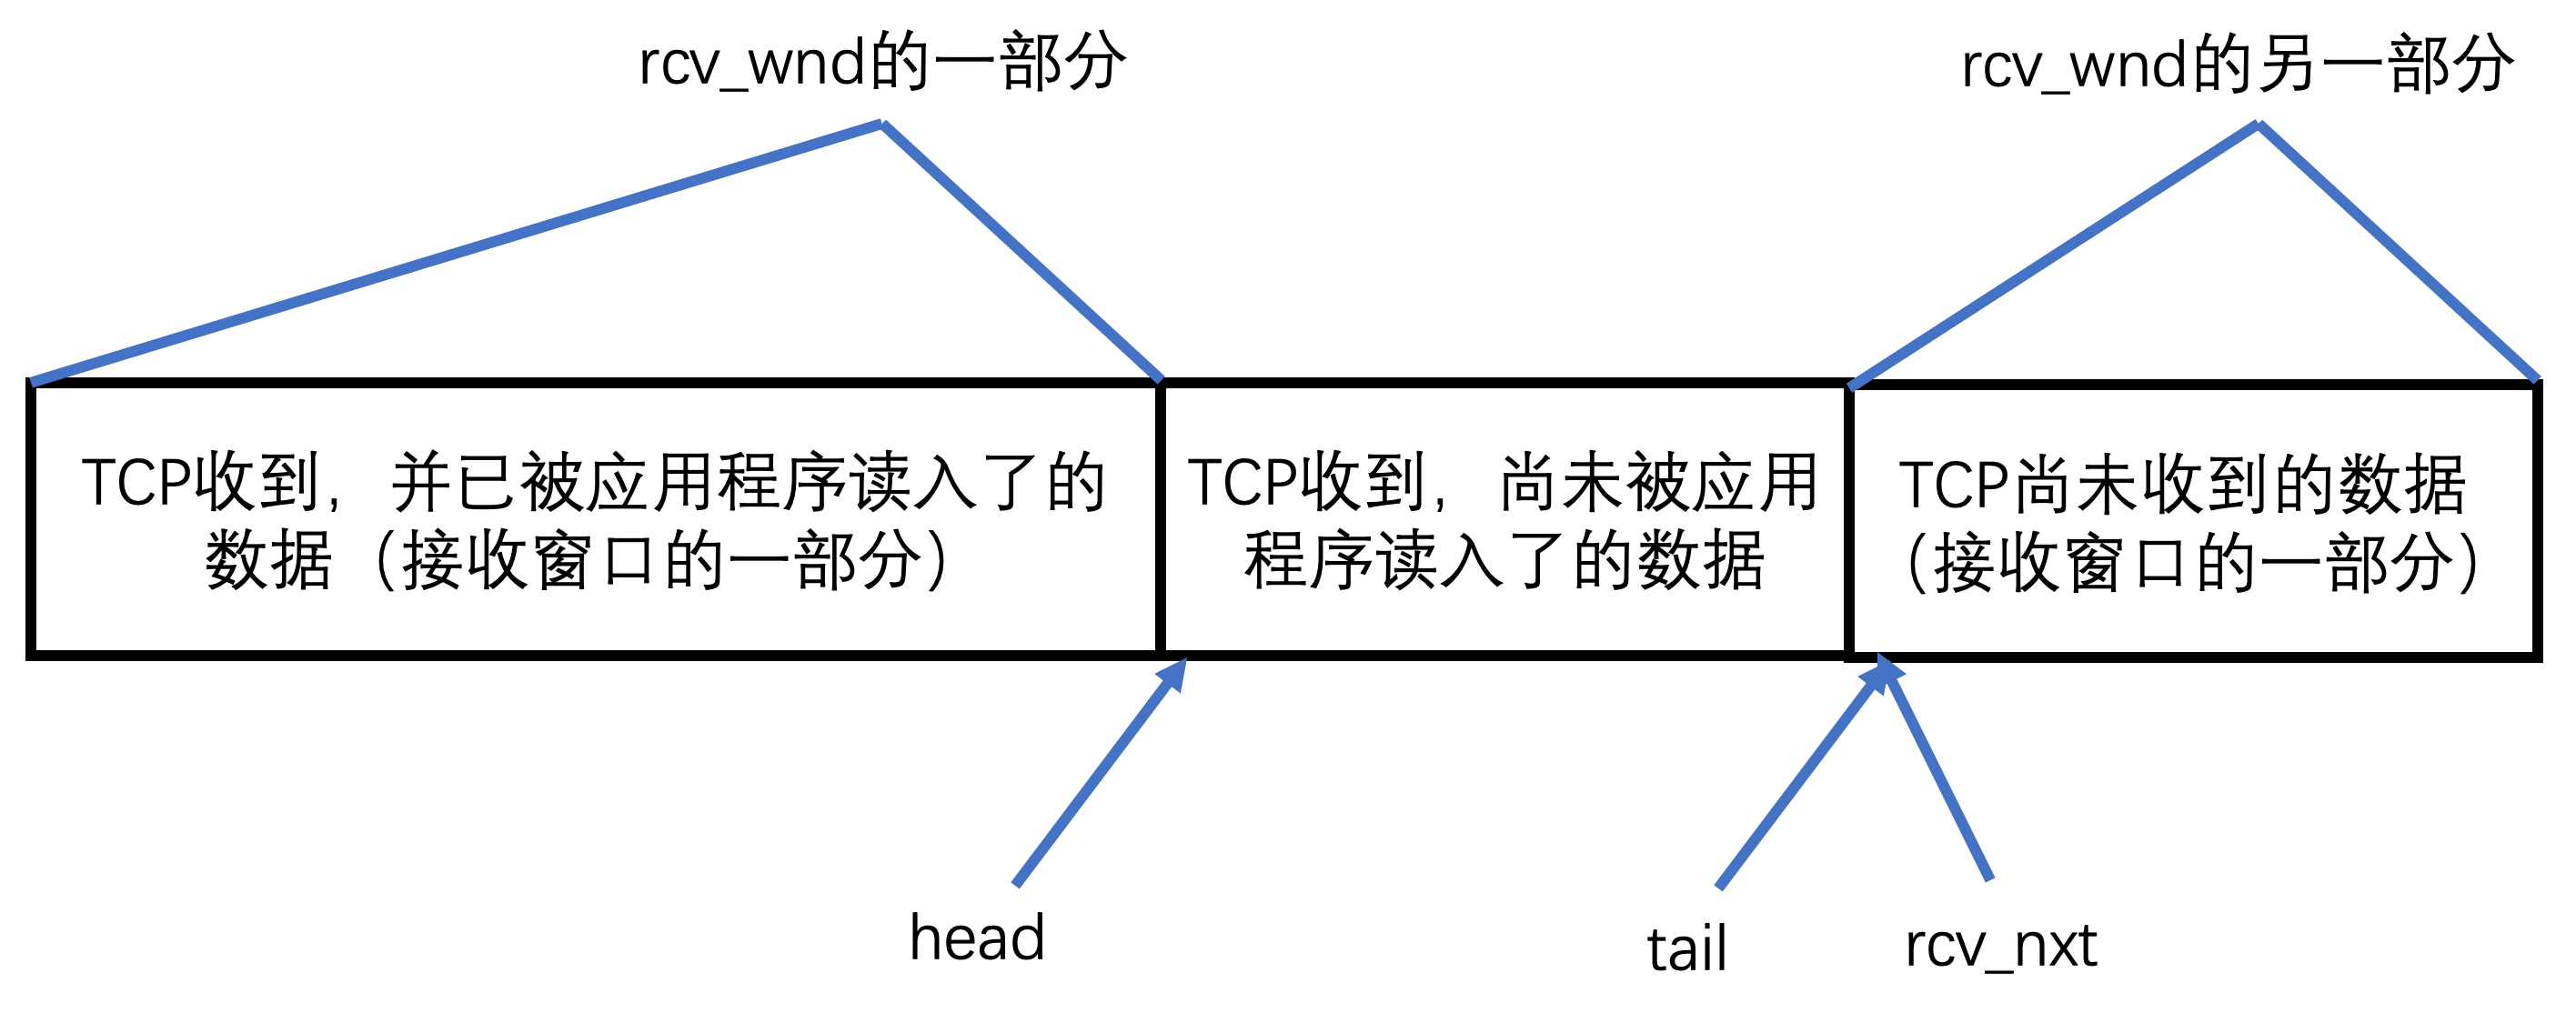 rcv_wnd的一部分
rcv_wnd的另一部分
TCP收到，并已被应用程序读入了的
数据（接收窗口的一部分）
TCP收到，尚未被应用
程序读入了的数据
TCP尚未收到的数据
（接收窗口的一部分）
head
tail
rcv_nxt